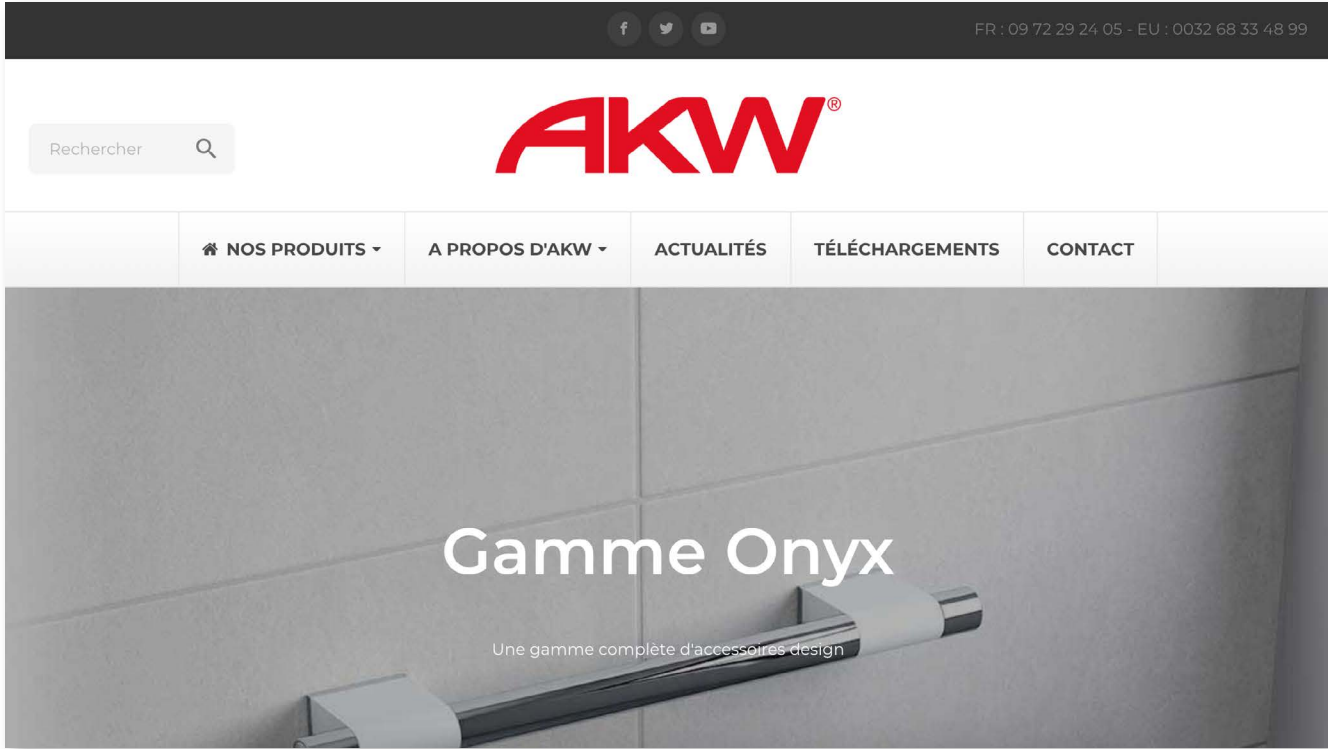 FR : 09 72 29 24 05 - EU : 0032 68 33 48 99
Rechercher
AKW®
NOS PRODUITS
A PROPOS D'AKW
ACTUALITÉS
TÉLÉCHARGEMENTS
CONTACT
Gamme Onyx
Une gamme complète d'accessoires design